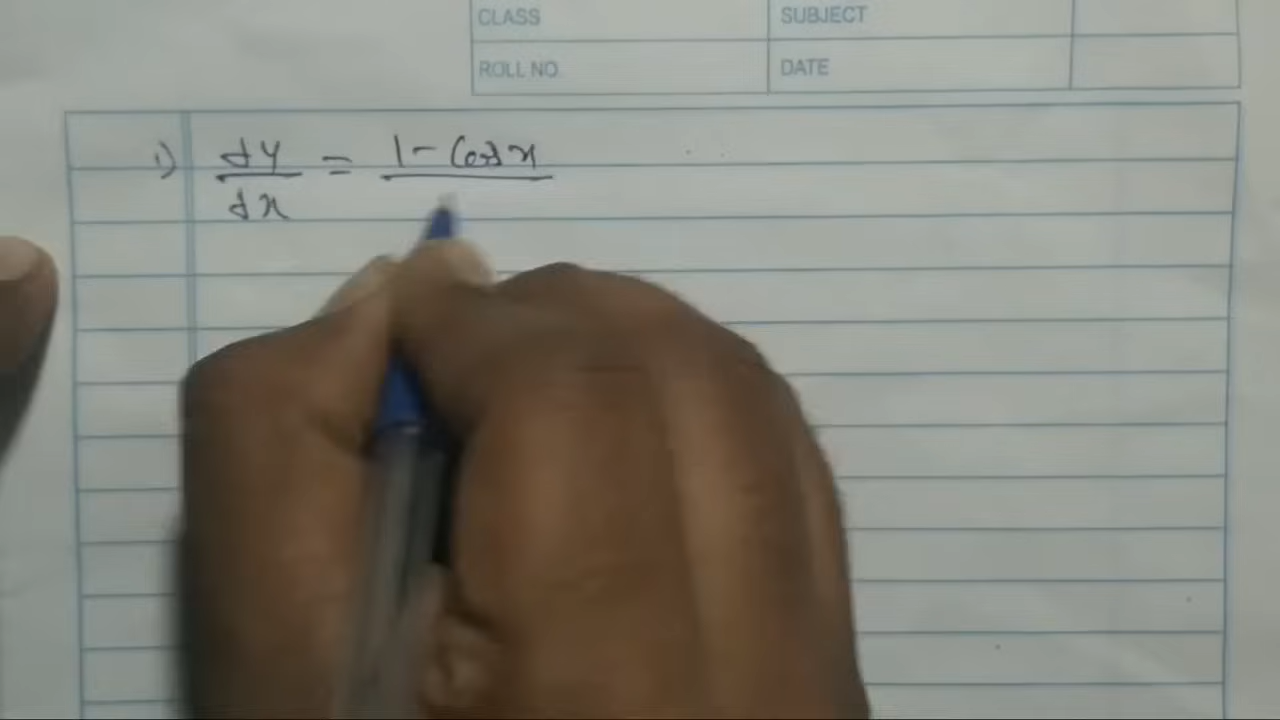 CLASS SUBJECT
ROLL NO. DATE
1) dy/dx = 1 - Cos x